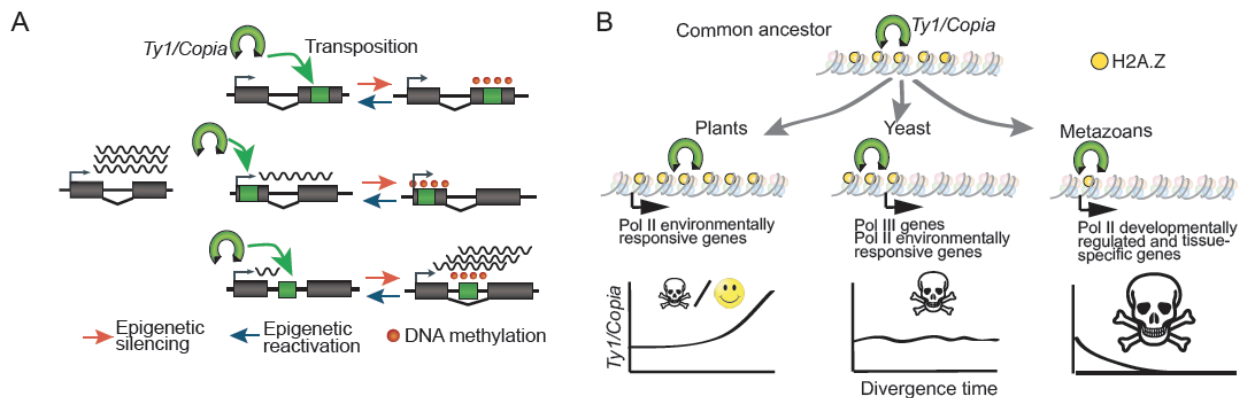 A
Ty1/Copia
Transposition
Epigenetic
silencing
Epigenetic
reactivation
DNA methylation
B
Common ancestor
Ty1/Copia
H2A.Z
Plants
Yeast
Metazoans
Pol II environmentally
responsive genes
Pol III genes
Pol II environmentally
responsive genes
Pol II developmentally
regulated and tissue-
specific genes
Ty1/Copia
Divergence time